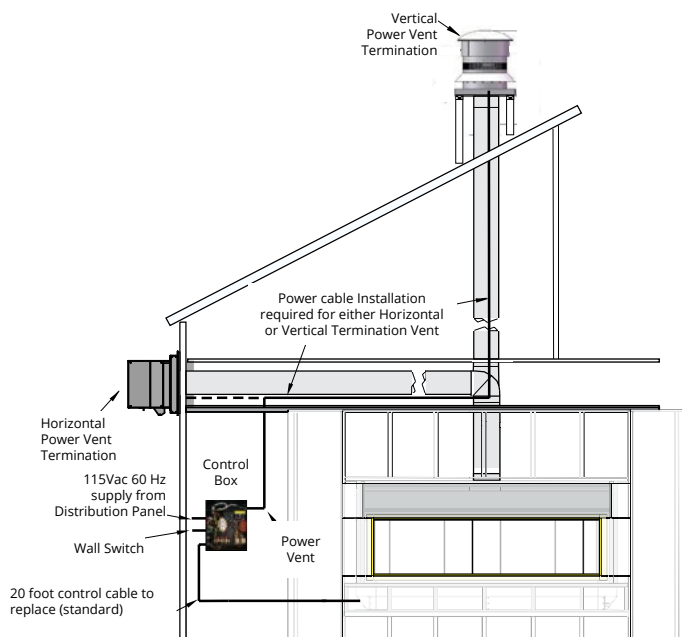 Vertical
Power Vent
Termination
Power cable Installation
required for either Horizontal
or Vertical Termination Vent
Horizontal
Power Vent
Termination
Control
Box
115Vac 60 Hz
supply from
Distribution Panel
Wall Switch
Power
Vent
20 foot control cable to
replace (standard)